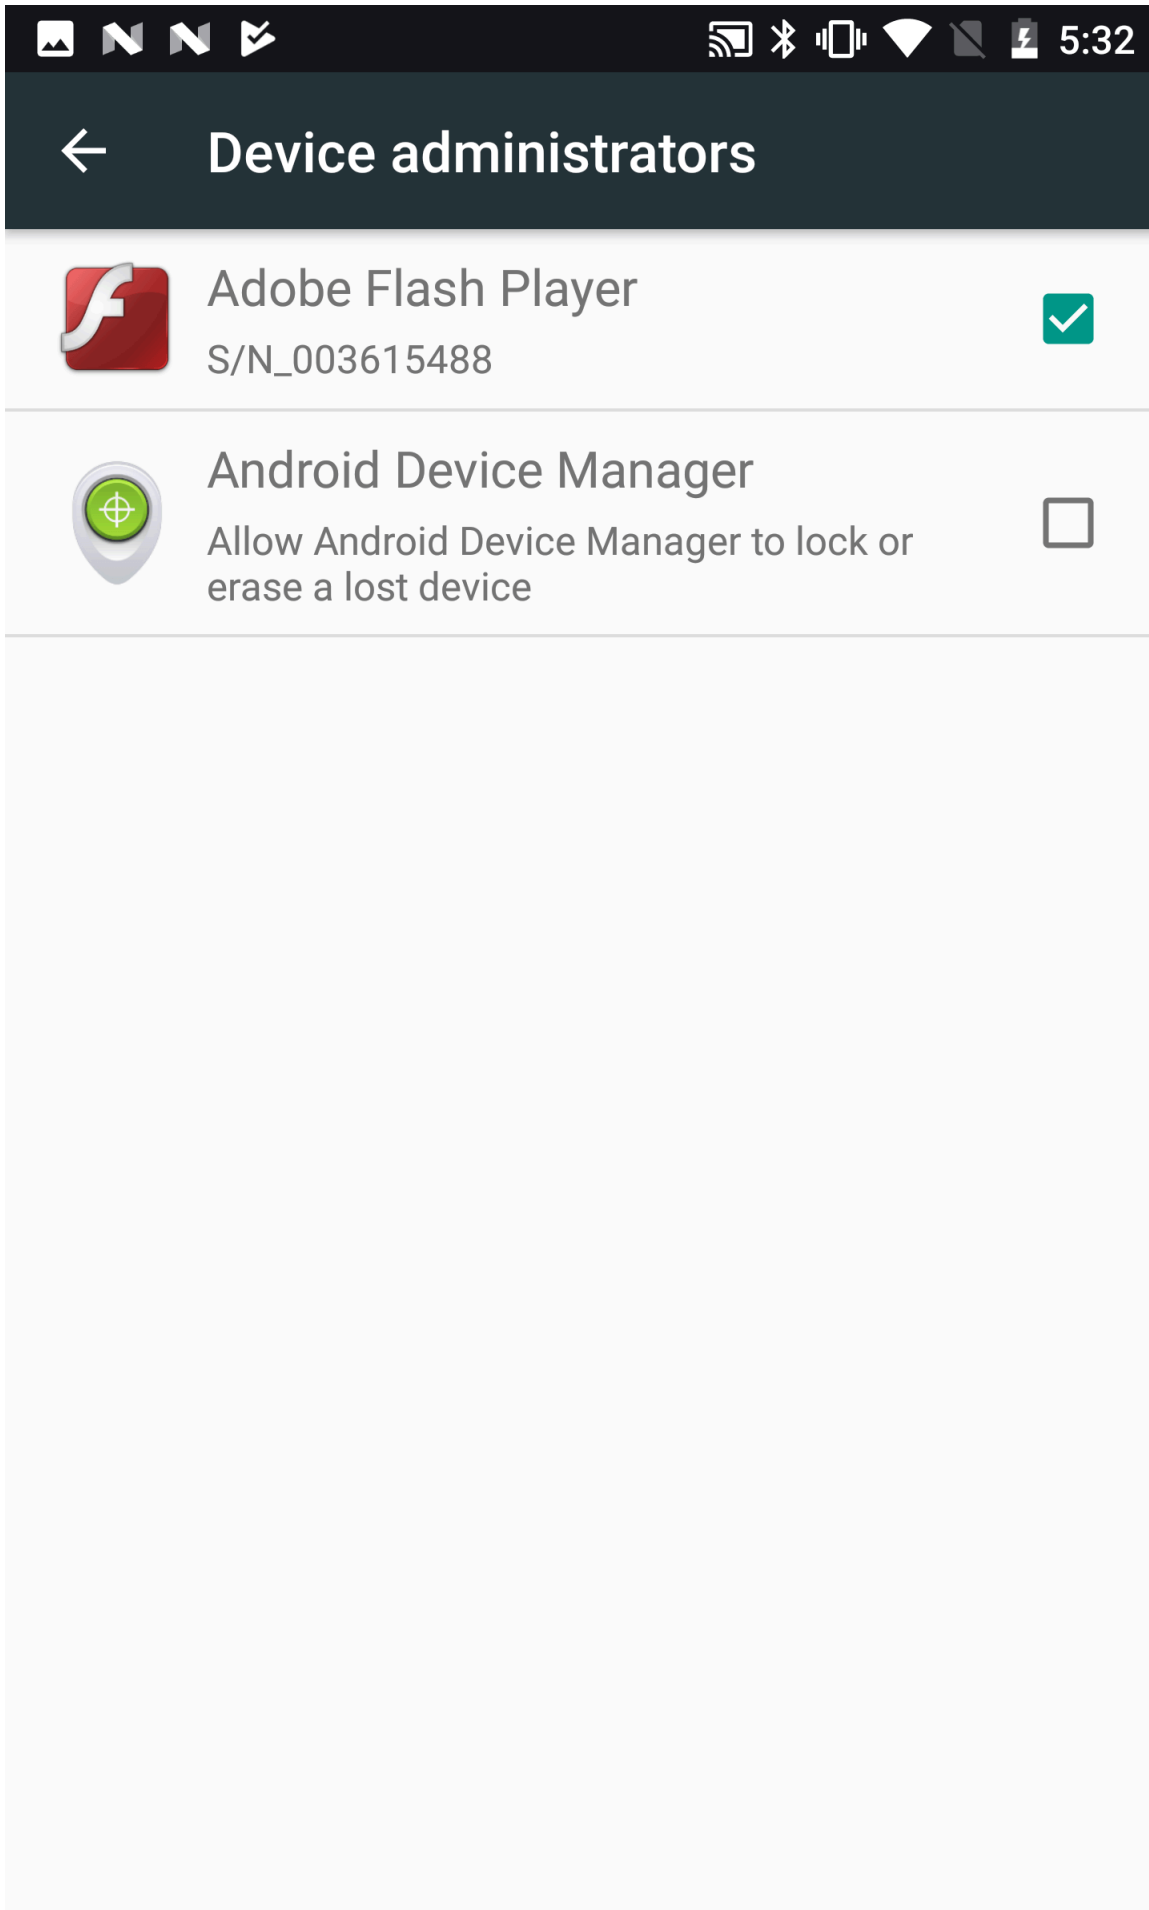 5:32
Device administrators
Adobe Flash Player
S/N_003615488
Android Device Manager
Allow Android Device Manager to lock or
erase a lost device